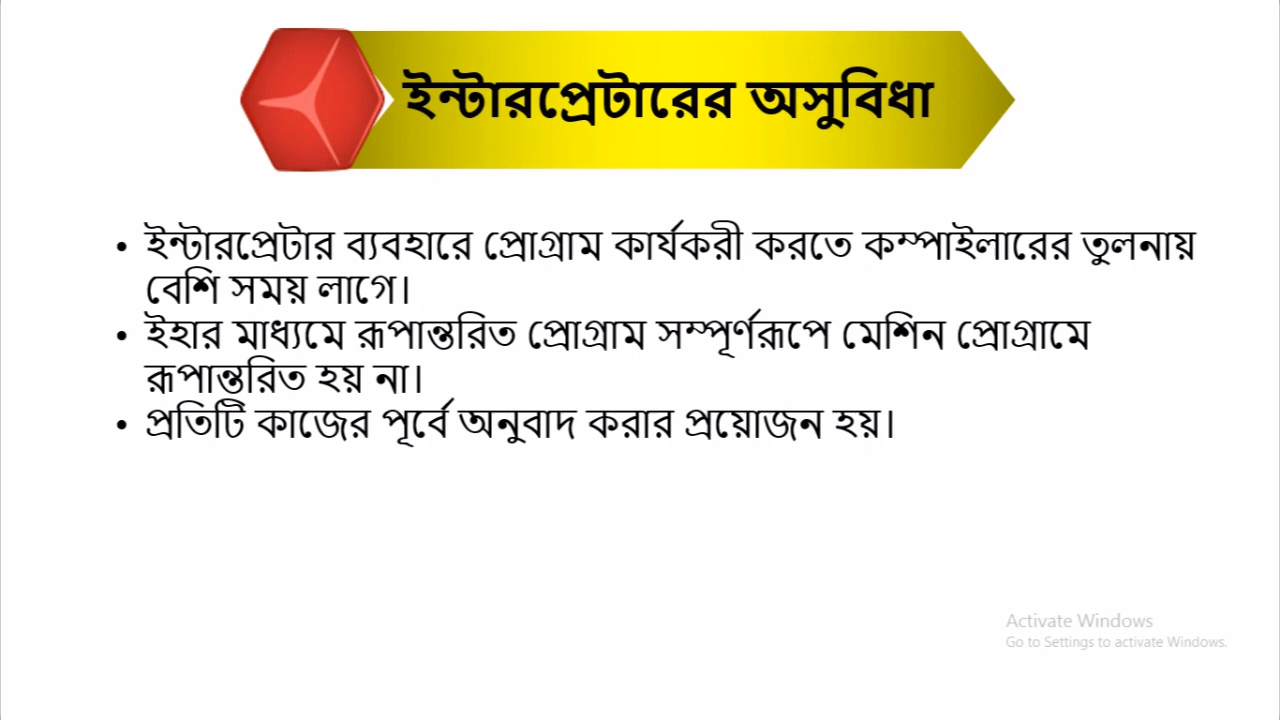 ইন্টারপ্রেটারের অসুবিধা
• ইন্টারপ্রেটার ব্যবহারে প্রোগ্রাম কার্যকরী করতে কম্পাইলারের তুলনায়
বেশি সময় লাগে।
• ইহার মাধ্যমে রূপান্তরিত প্রোগ্রাম সম্পূর্ণরূপে মেশিন প্রোগ্রামে
রূপান্তরিত হয় না।
• প্রতিটি কাজের পূর্বে অনুবাদ করার প্রয়োজন হয়।
Activate Windows
Go to Settings to activate Windows.